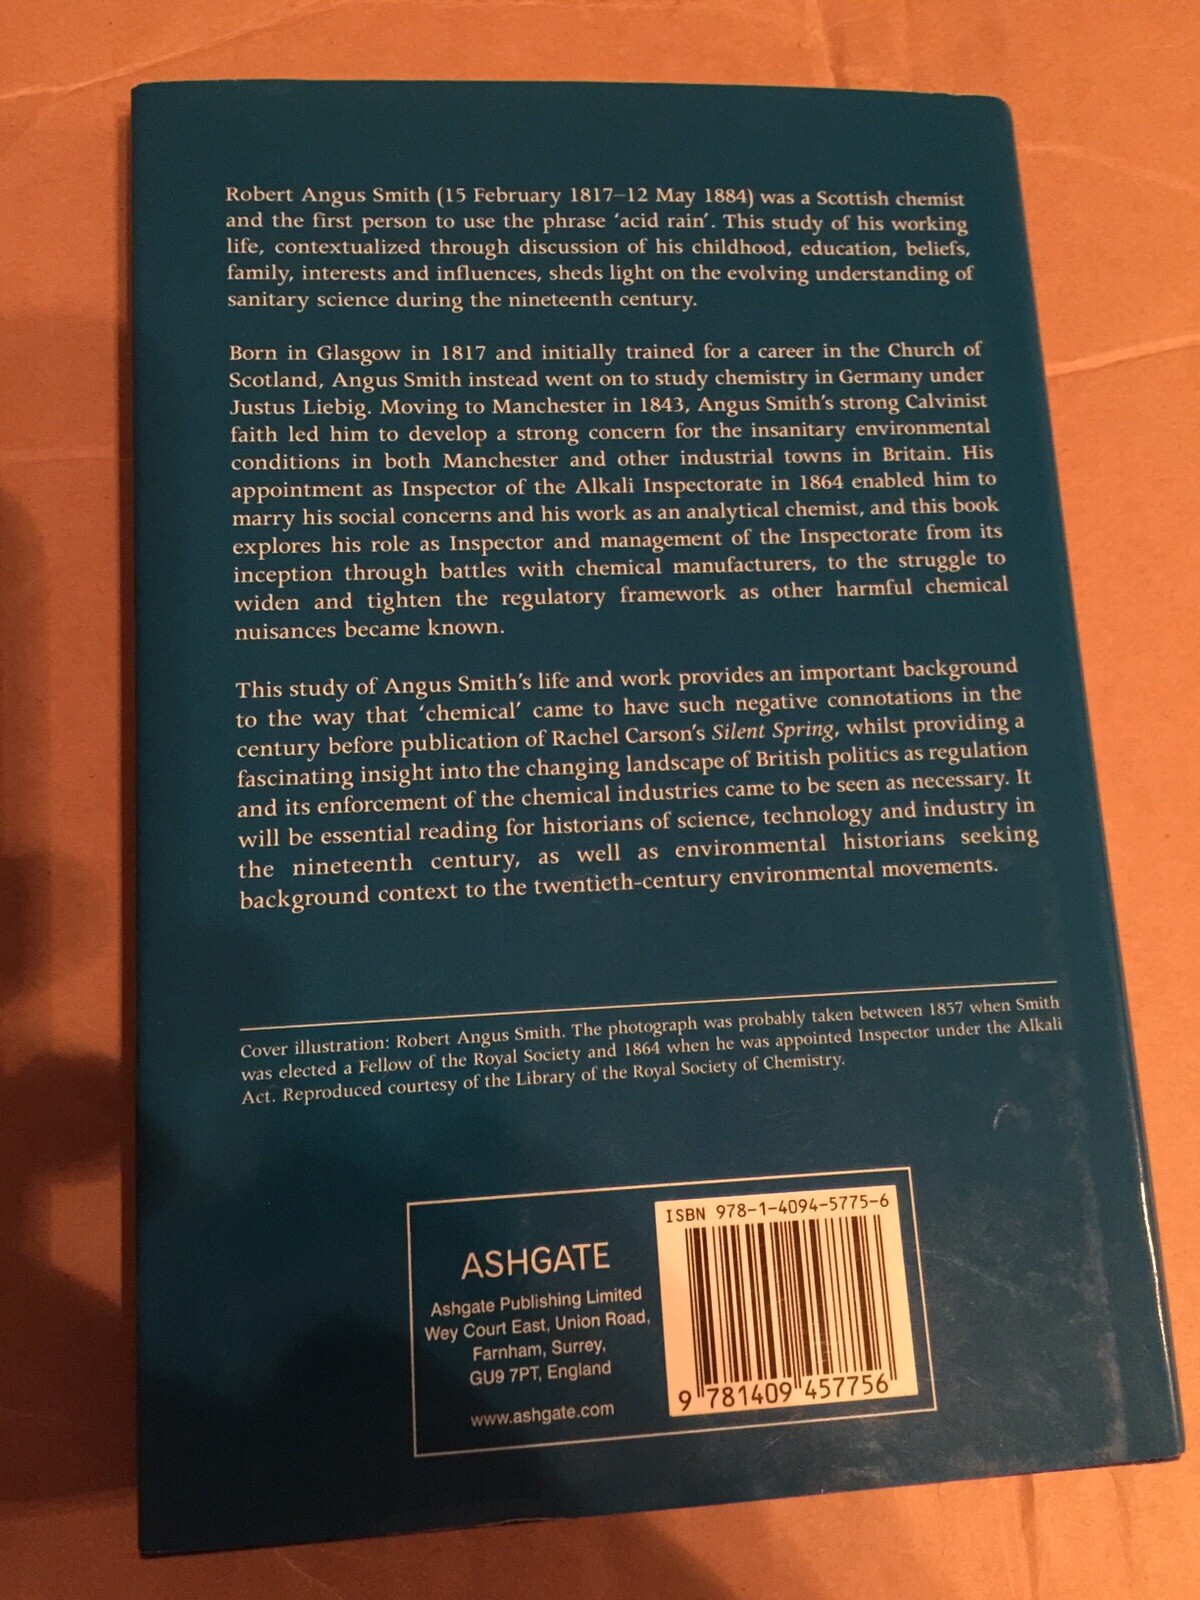 Robert Angus Smith (15 February 1817–12 May 1884) was a Scottish chemist
and the first person to use the phrase ‘acid rain’. This study of his working
life, contextualized through discussion of his childhood, education, beliefs,
family, interests and influences, sheds light on the evolving understanding of
sanitary science during the nineteenth century.
Born in Glasgow in 1817 and initially trained for a career in the Church of
Scotland, Angus Smith instead went on to study chemistry in Germany under
Justus Liebig. Moving to Manchester in 1843, Angus Smith’s strong Calvinist
faith led him to develop a strong concern for the insanitary environmental
conditions in both Manchester and other industrial towns in Britain. His
appointment as Inspector of the Alkali Inspectorate in 1864 enabled him to
marry his social concerns and his work as an analytical chemist, and this book
explores his role as Inspector and management of the Inspectorate from its
inception through battles with chemical manufacturers, to the struggle to
widen and tighten the regulatory framework as other harmful chemical
nuisances became known.
This study of Angus Smith’s life and work provides an important background
to the way that ‘chemical’ came to have such negative connotations in the
century before publication of Rachel Carson’s Silent Spring, whilst providing a
fascinating insight into the changing landscape of British politics as regulation
and its enforcement of the chemical industries came to be seen as necessary. It
will be essential reading for historians of science, technology and industry in
the nineteenth century, as well as environmental historians seeking
background context to the twentieth-century environmental movements.
Cover illustration: Robert Angus Smith. The photograph was probably taken between 1857 when Smith
was elected a Fellow of the Royal Society and 1864 when he was appointed Inspector under the Alkali
Act. Reproduced courtesy of the Library of the Royal Society of Chemistry.
ASHGATE
Ashgate Publishing Limited
Wey Court East, Union Road,
Farnham, Surrey,
GU9 7PT, England
www.ashgate.com
ISBN 978-1-4094-5775-6
9 781409 457756